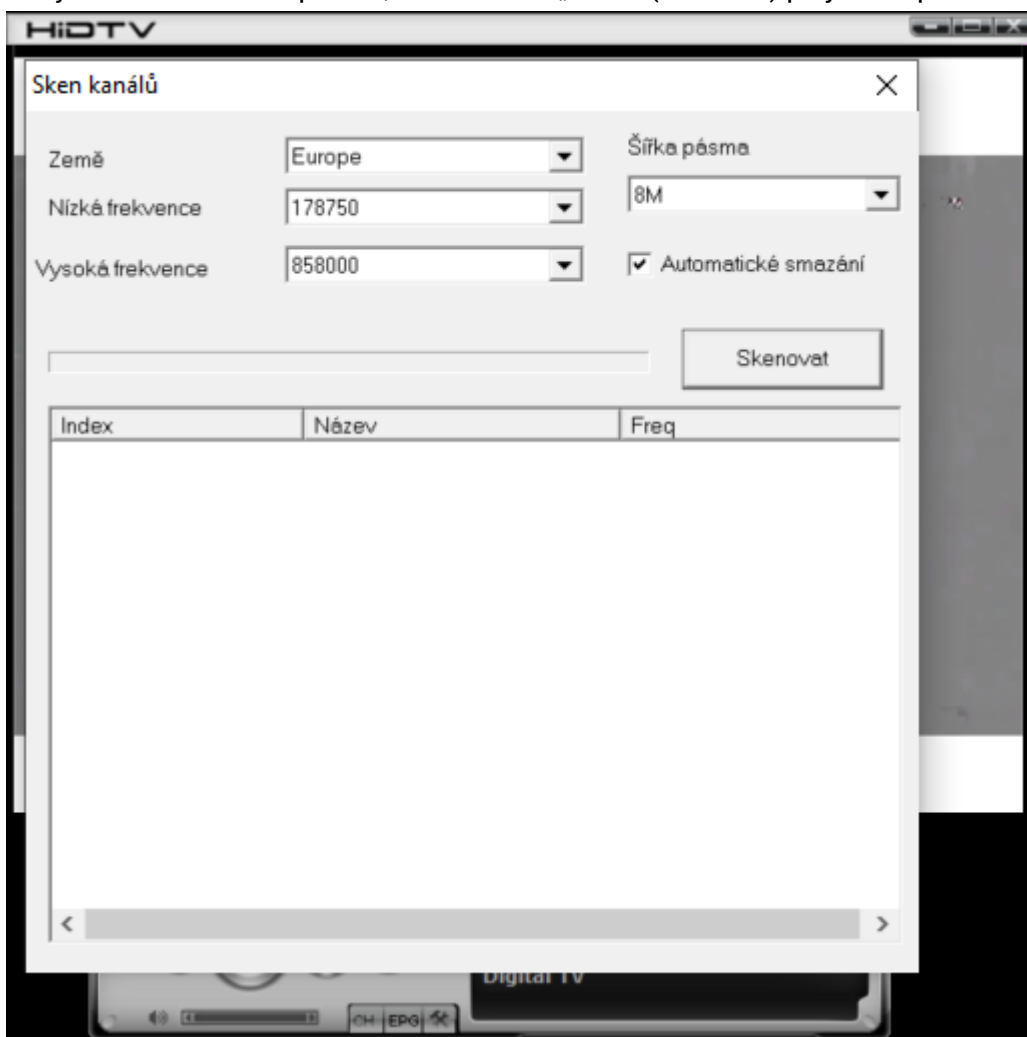 HiDTV
Sken kanálů
Země
Europe
Šířka pásma
Nízká frekvence
178750
8M
Vysoká frekvence
858000
Automatické smazání
Skenovat
Index
Název
Freq
Digital TV
CH
EPG